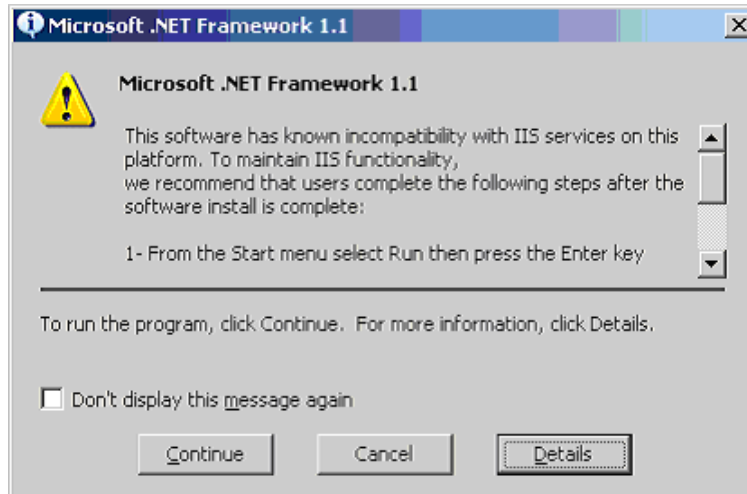 Microsoft .NET Framework 1.1
Microsoft .NET Framework 1.1
This software has known incompatibility with IIS services on this
platform. To maintain IIS functionality,
we recommend that users complete the following steps after the
software install is complete:
1- From the Start menu select Run then press the Enter key
To run the program, click Continue.  For more information, click Details.
Don't display this message again
Continue Cancel Details